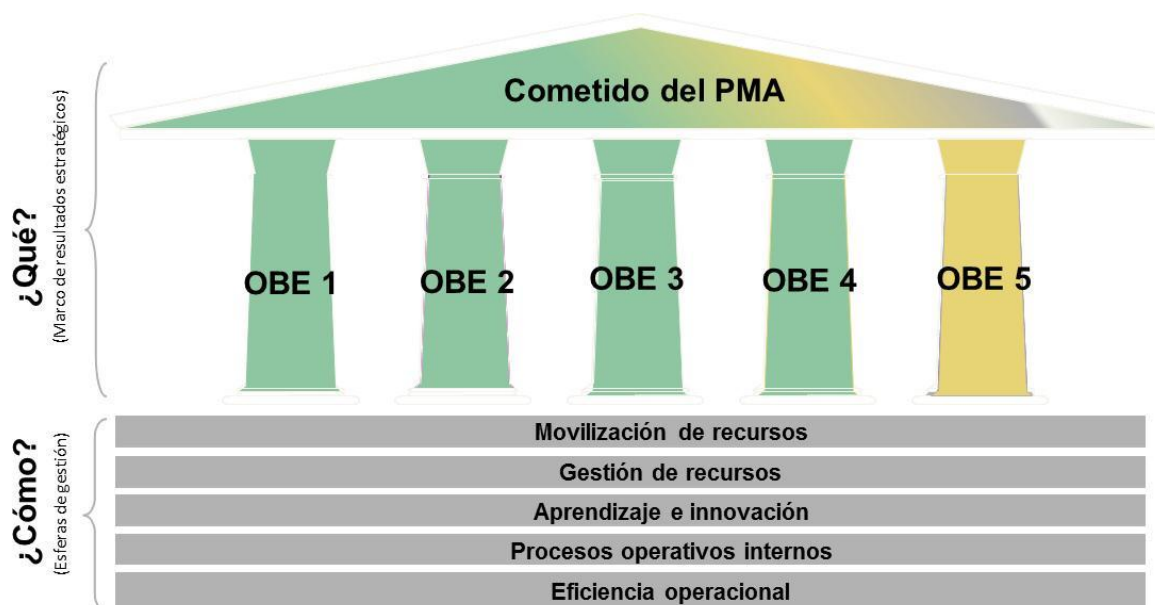 Cometido del PMA
¿Qué?
(Marco de resultados estratégicos)
OBE 1
OBE 2
OBE 3
OBE 4
OBE 5
¿Cómo?
(Esferas de gestión)
Movilización de recursos
Gestión de recursos
Aprendizaje e innovación
Procesos operativos internos
Eficiencia operacional